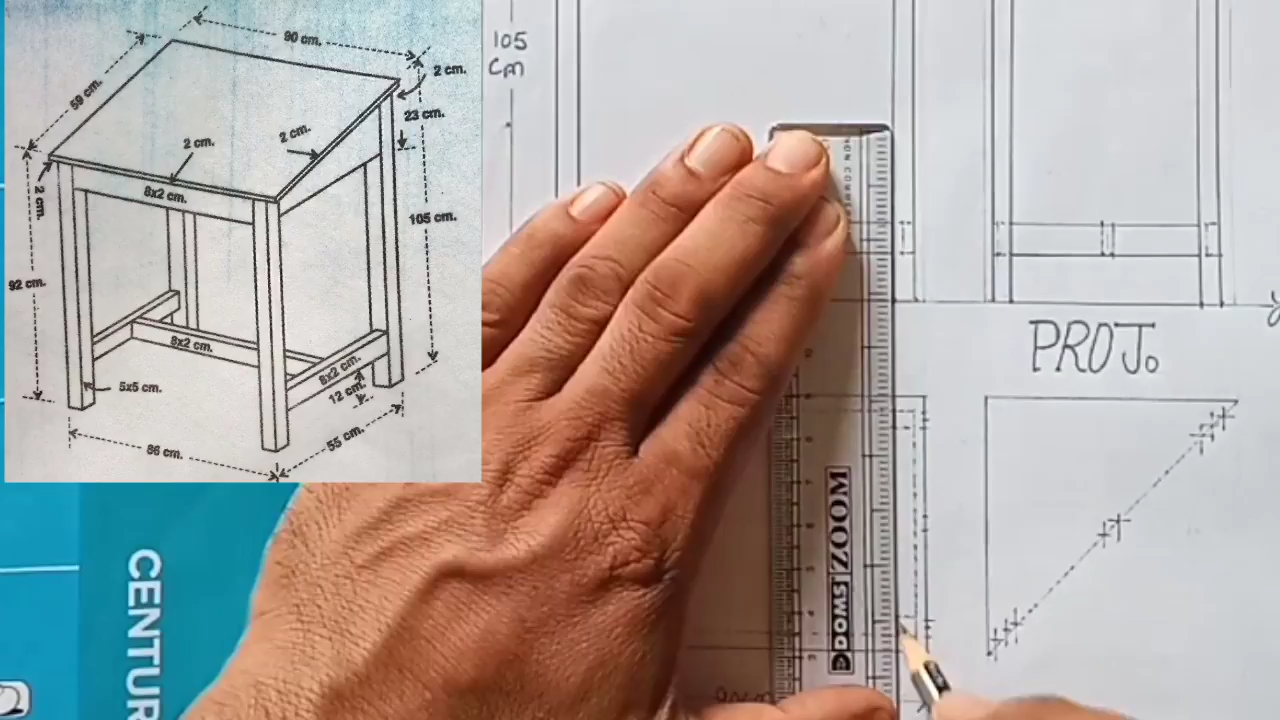 90 cm.
59 cm.
2 cm.
23 cm.
2 cm.
2 cm.
8x2 cm.
2 cm.
105 cm.
92 cm.
8x2 cm.
8x2 cm.
12 cm.
5x5 cm.
86 cm.
55 cm.
105
Cm
PROJ.
DOMS ZOOM
CENTUR